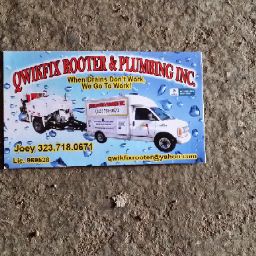 QWIKFIX ROOTER & PLUMBING INC.
When Drains Don't Work
We Go To Work!
Joey 323.718.0671
Lic.
qwikfixrooter@yahoo.com